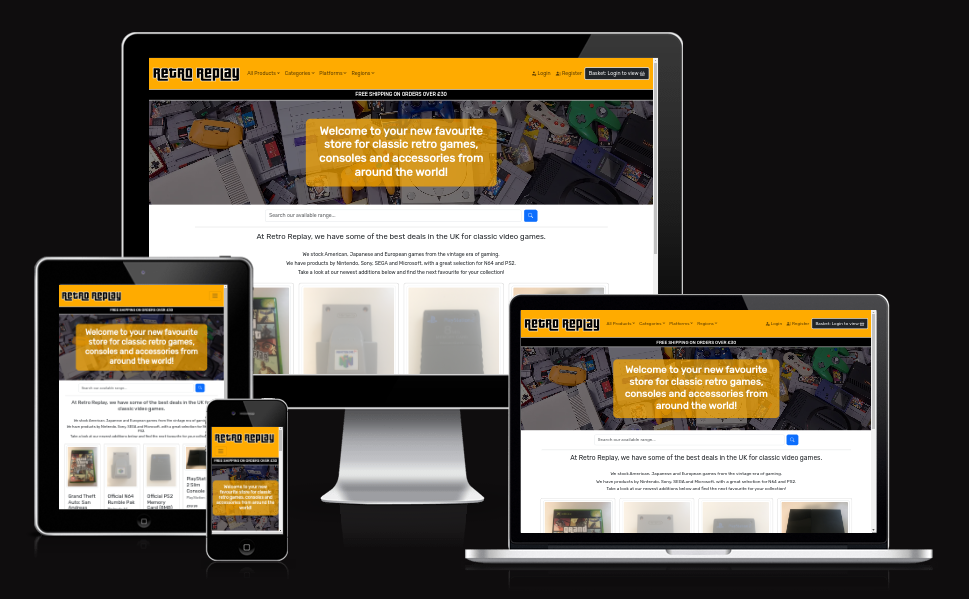 Retro Replay
All Products Categories Platforms Regions
Login Register Basket: Login to view
FREE SHIPPING ON ORDERS OVER £30
Welcome to your new favourite
store for classic retro games,
consoles and accessories from
around the world!
Search our available range...
At Retro Replay, we have some of the best deals in the UK for classic video games.
We stock American, Japanese and European games from the vintage era of gaming.
We have products by Nintendo, Sony, SEGA and Microsoft, with a great selection for N64 and PS2.
Take a look at our newest additions below and find the next favourite for your collection!
Retro Replay
FREE SHIPPING ON ORDERS OVER £30
Welcome to your new favourite
store for classic retro games,
consoles and accessories from
around the world!
Search our available range...
At Retro Replay, we have some of the best deals in the UK for
classic video games.
We stock American, Japanese and European games from the vintage era of gaming.
We have products by Nintendo, Sony, SEGA and Microsoft, with a great selection for N64 and
PS2.
Take a look at our newest additions below and find the next favourite for your collection!
Grand Theft
Auto: San
Andreas
Official N64
Rumble Pak
Official PS2
Memory
Card (8MB)
PlayStat
2 Slim
Console
Retro Replay
FREE SHIPPING ON ORDERS OVER £30
Welcome to your new
favourite store for classic
retro games, consoles and
accessories from around the
world!
Retro Replay
All Products Categories Platforms Regions
Login Register Basket: Login to view
FREE SHIPPING ON ORDERS OVER £30
Welcome to your new favourite
store for classic retro games,
consoles and accessories from
around the world!
Search our available range...
At Retro Replay, we have some of the best deals in the UK for classic video games.
We stock American, Japanese and European games from the vintage era of gaming.
We have products by Nintendo, Sony, SEGA and Microsoft, with a great selection for N64 and PS2.
Take a look at our newest additions below and find the next favourite for your collection!